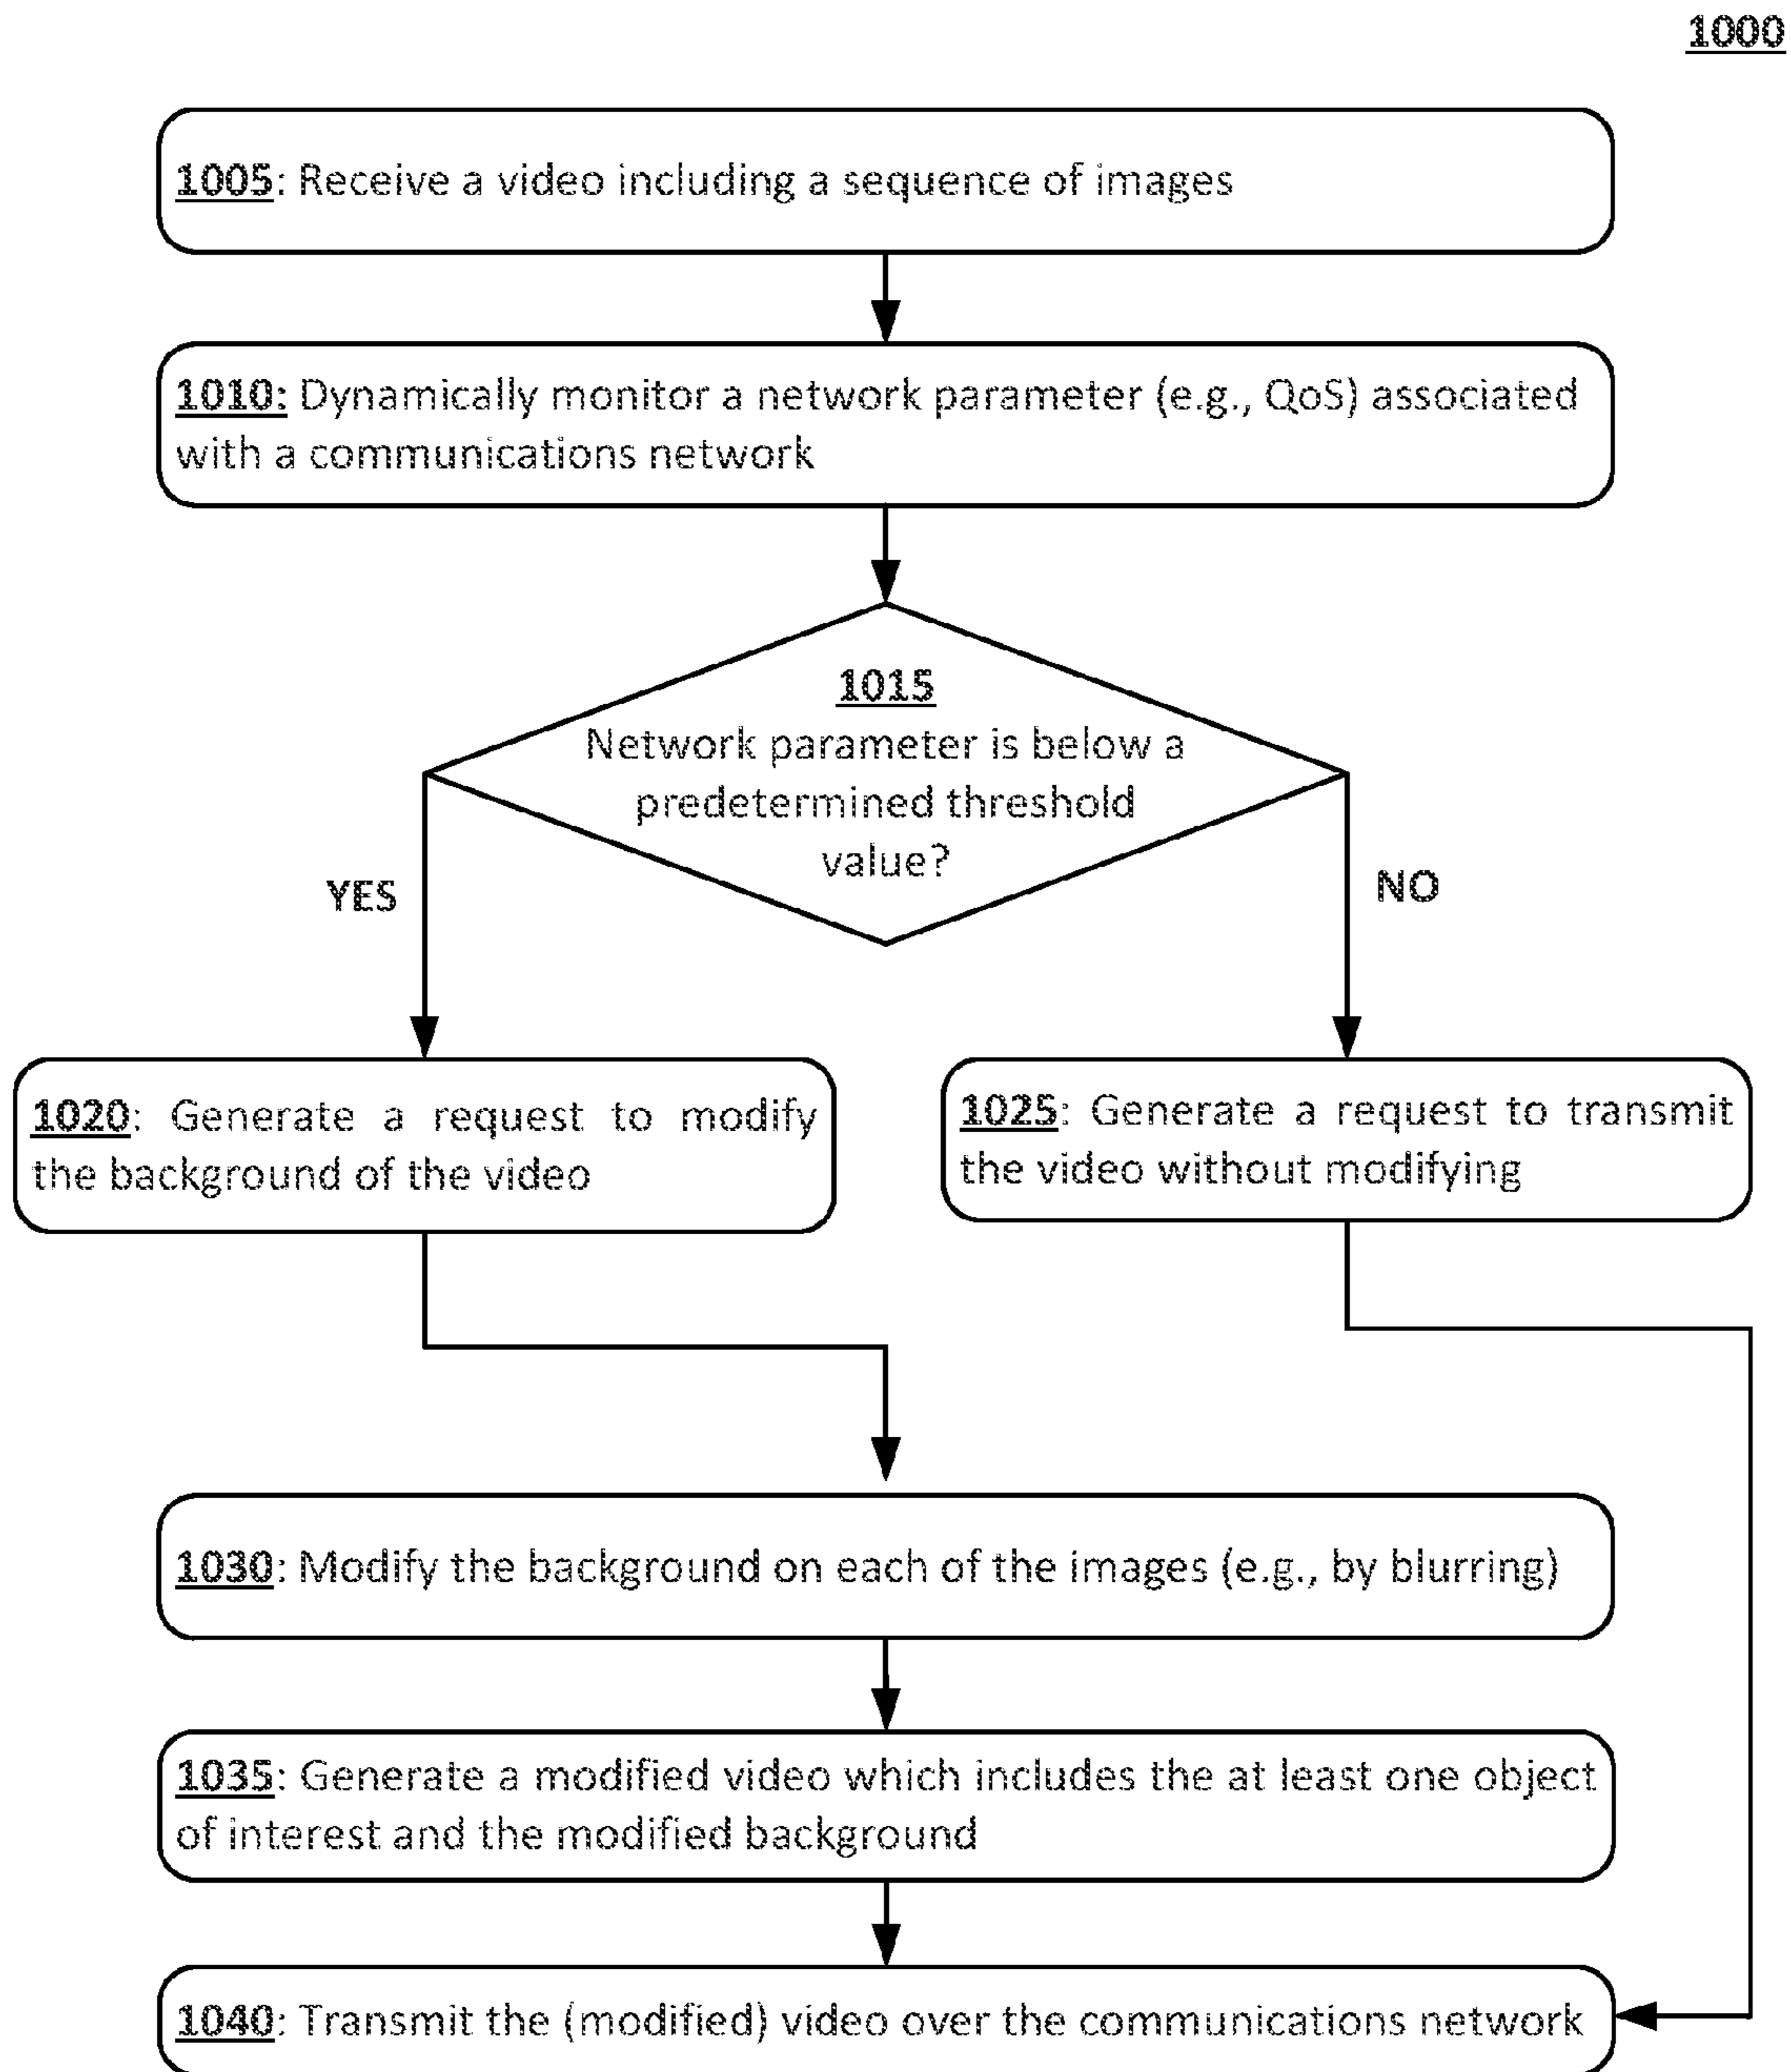 1000
1005: Receive a video including a sequence of images
1010: Dynamically monitor a network parameter (e.g., QoS) associated
with a communications network
1015
Network parameter is below a
predetermined threshold
value?
YES
NO
1020: Generate a request to modify
the background of the video
1025: Generate a request to transmit
the video without modifying
1030: Modify the background on each of the images (e.g., by blurring)
1035: Generate a modified video which includes the at least one object
of interest and the modified background
1040: Transmit the (modified) video over the communications network